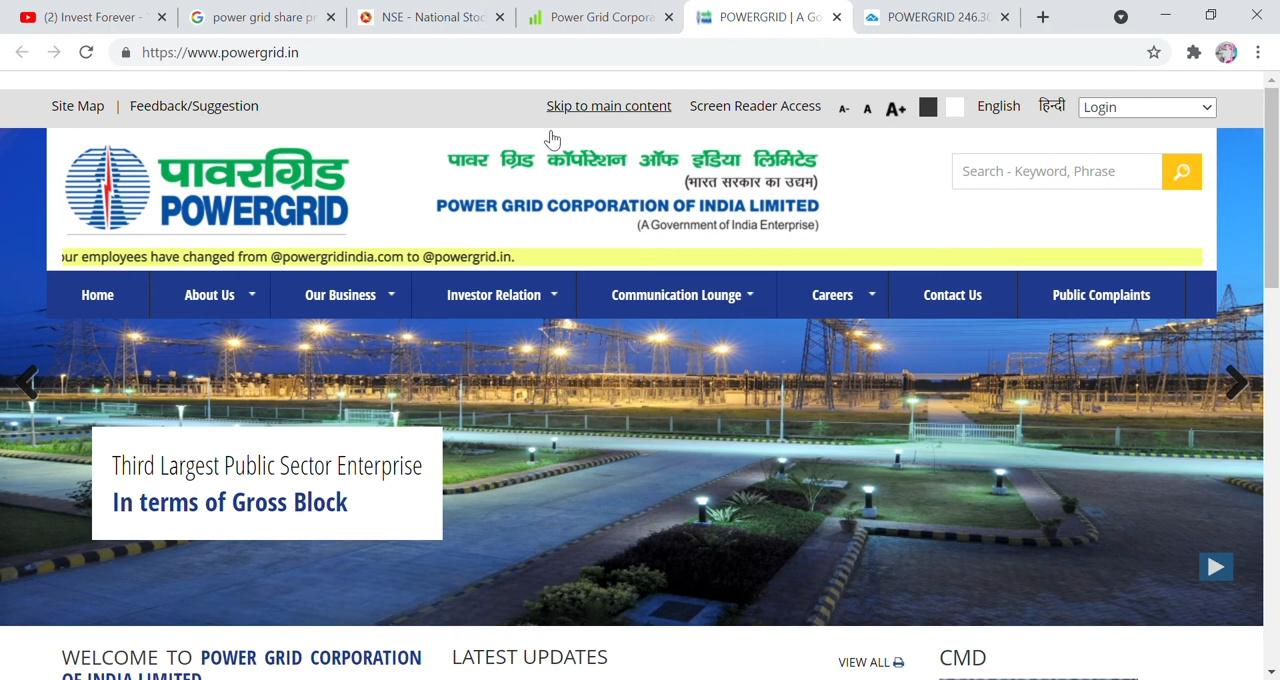 (2) Invest Forever -
power grid share pr
NSE - National Stoc
Power Grid Corpora
POWERGRID | A Go
POWERGRID 246.30
https://www.powergrid.in
Site Map | Feedback/Suggestion
Skip to main content
Screen Reader Access
A- A A+
English
हिन्दी
Login
पावरग्रिड
POWERGRID
पावर ग्रिड कॉर्पोरेशन ऑफ इंडिया लिमिटेड
(भारत सरकार का उद्यम)
POWER GRID CORPORATION OF INDIA LIMITED
(A Government of India Enterprise)
Search - Keyword, Phrase
our employees have changed from @powergridindia.com to @powergrid.in.
Home
About Us
Our Business
Investor Relation
Communication Lounge
Careers
Contact Us
Public Complaints
Third Largest Public Sector Enterprise
In terms of Gross Block
WELCOME TO POWER GRID CORPORATION
OF INDIA LIMITED
LATEST UPDATES
VIEW ALL
CMD